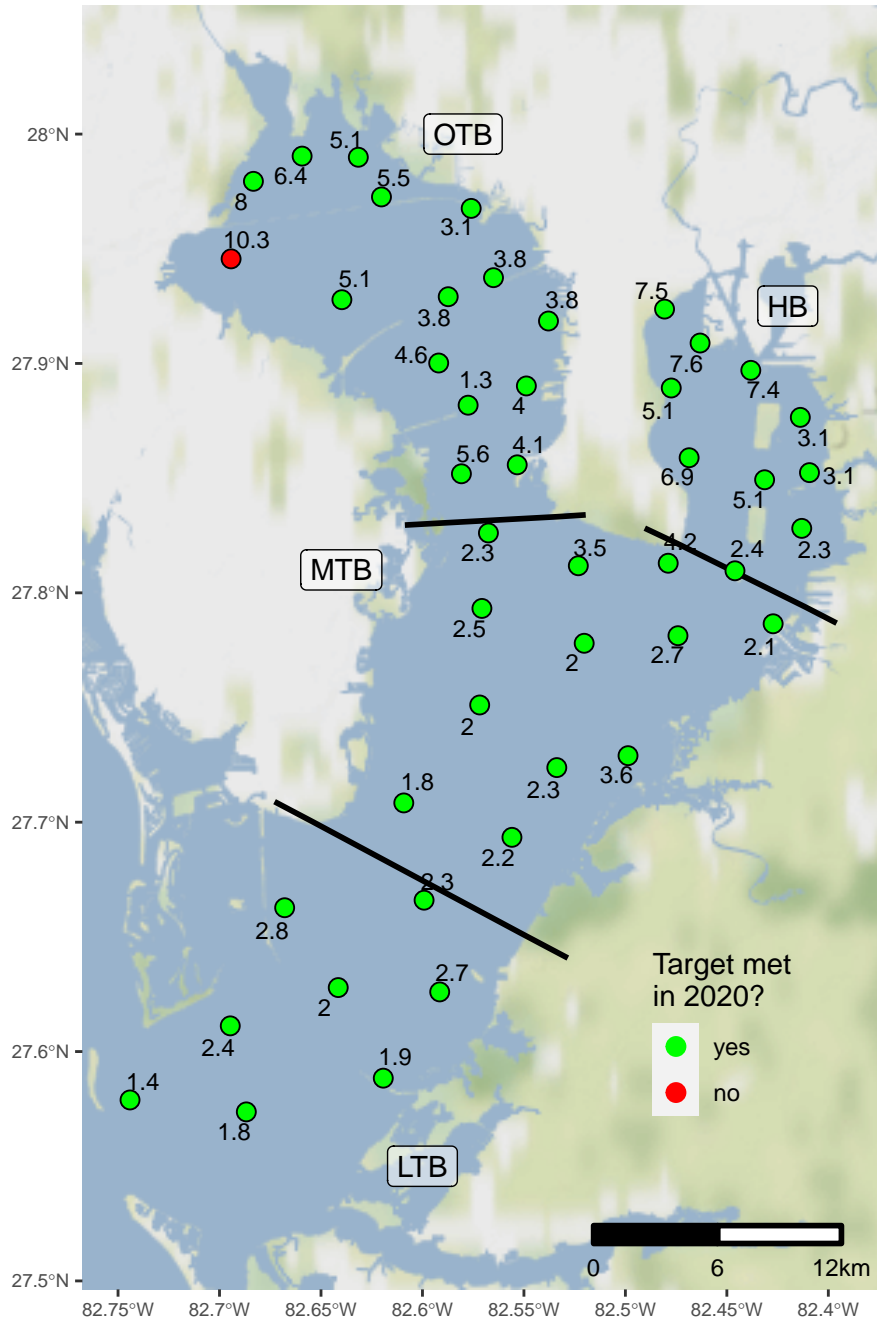 OTB
28°N
5.1
6.4
5.5
8
3.1
10.3
3.8
5.1
7.5
3.8
3.8
HB
27.9°N
4.6
7.6
1.3
4
5.1
7.4
3.1
5.6
4.1
6.9
5.1
3.1
2.3
3.5
4.2
2.4
2.3
MTB
27.8°N
2.5
2
2.7
2.1
2
2.3
3.6
1.8
27.7°N
2.2
2.3
2.8
2.7
2
Target met
in 2020?
yes
no
27.6°N
2.4
1.9
1.4
1.8
LTB
0 6 12km
27.5°N
82.75°W 82.7°W 82.65°W 82.6°W 82.55°W 82.5°W 82.45°W 82.4°W